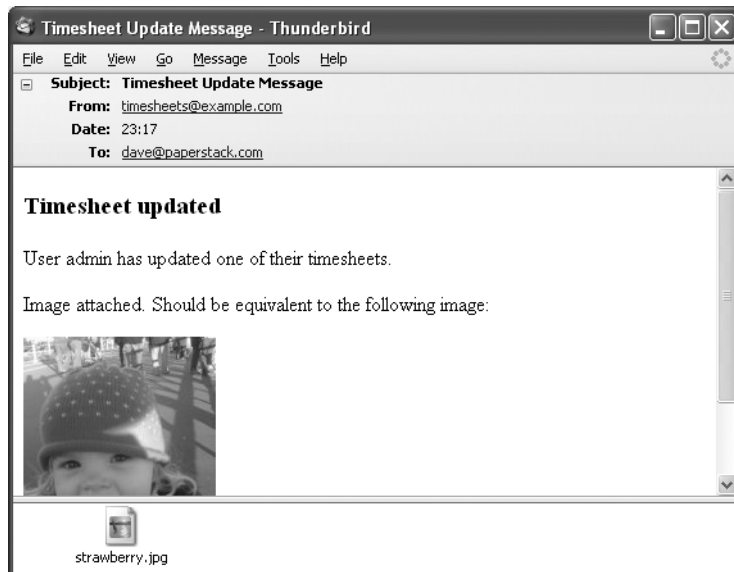 Timesheet Update Message - Thunderbird
File Edit View Go Message Tools Help
Subject: Timesheet Update Message
From: timesheets@example.com
Date: 23:17
To: dave@paperstack.com
Timesheet updated
User admin has updated one of their timesheets.
Image attached. Should be equivalent to the following image:
strawberry.jpg